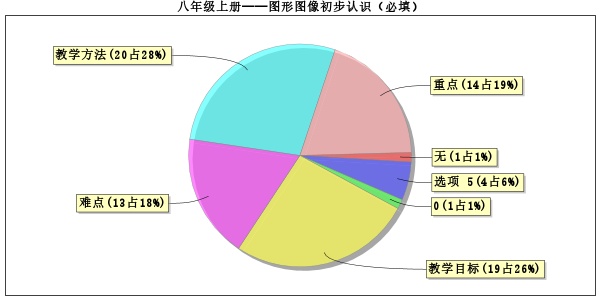 八年级上册——图形图像初步认识（必填）
教学方法(20占28%)
重点(14占19%)
无(1占1%)
选项 5(4占6%)
难点(13占18%)
0(1占1%)
教学目标(19占26%)